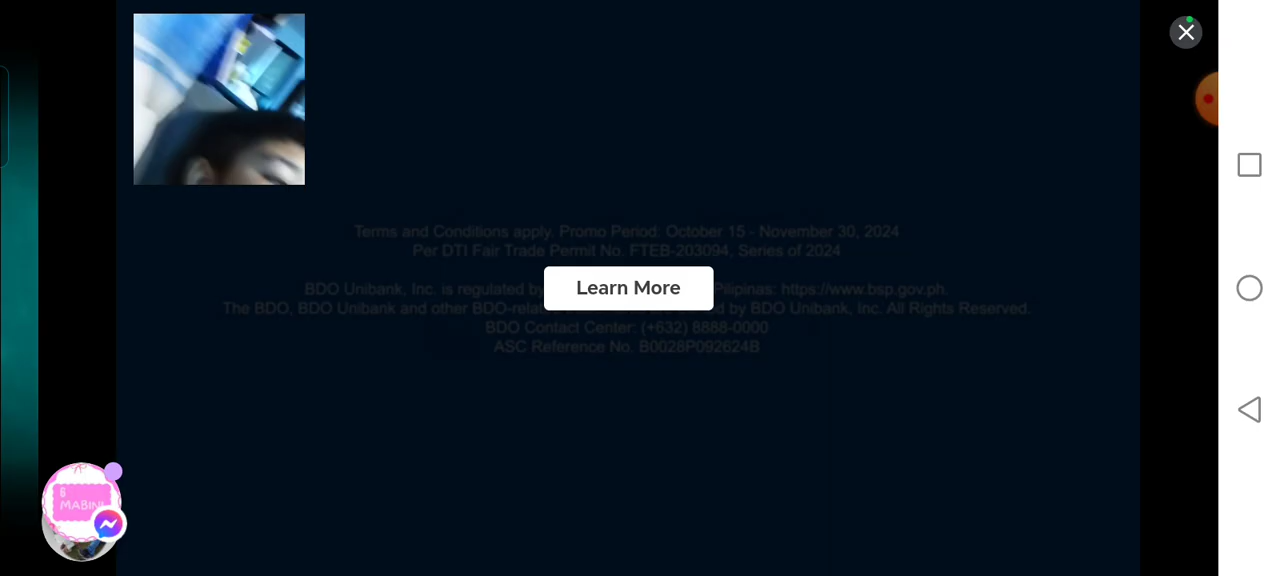 Terms and Conditions apply. Promo Period: October 15 - November 30, 2024
Per DTI Fair Trade Permit No. FTEB-203094, Series of 2024
Learn More
BDO Unibank, Inc. is regulated by Pilipinas: https://www.bsp.gov.ph.
The BDO, BDO Unibank and other BDO-relat d by BDO Unibank, Inc. All Rights Reserved.
BDO Contact Center: (+632) 8888-0000
ASC Reference No. B0028P092624B
8
MABINI